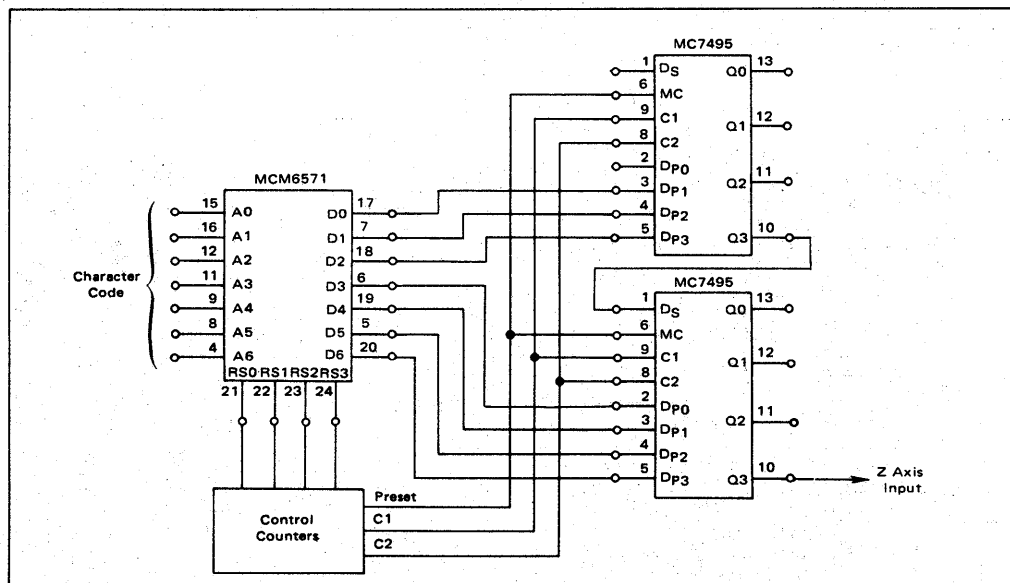 MC7495
1 DS Q0 13
6 MC
9 C1 Q1 12
8 C2
2 DP0 Q2 11
3 DP1
4 DP2
5 DP3 Q3 10
MCM6571
Character
Code
15 A0 D0 17
16 A1 D1 7
12 A2 D2 18
11 A3 D3 6
9 A4 D4 19
8 A5 D5 5
4 A6 D6 20
RS0 RS1 RS2 RS3
21 22 23 24
MC7495
1 DS Q0 13
6 MC
9 C1 Q1 12
8 C2
2 DP0 Q2 11
3 DP1
4 DP2
5 DP3 Q3 10
Z Axis
Input
Control
Counters
Preset
C1
C2